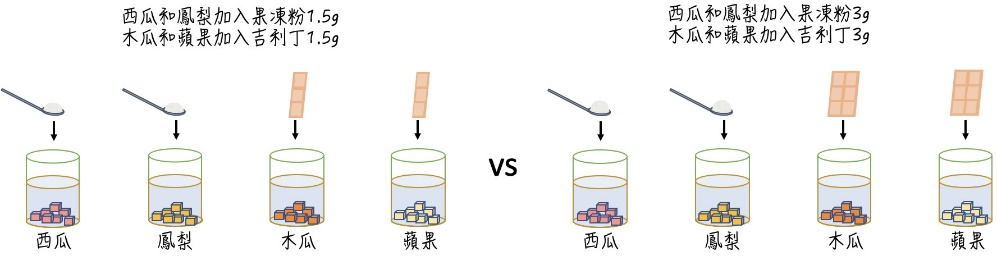 西瓜和鳳梨加入果凍粉1.5g
木瓜和蘋果加入吉利丁1.5g
西瓜
鳳梨
木瓜
蘋果
VS
西瓜和鳳梨加入果凍粉3g
木瓜和蘋果加入吉利丁3g
西瓜
鳳梨
木瓜
蘋果